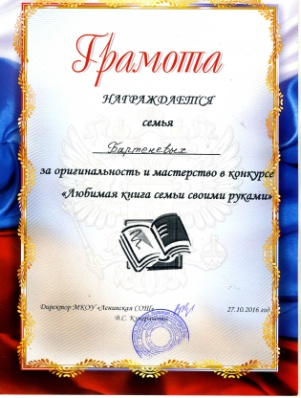 Грамота
НАГРАЖДАЕТСЯ
семья
Бартеневых
за оригинальность и мастерство в конкурсе
«Любимая книга семьи своими руками»
Директор МКОУ «Ленинская СОШ»
27.10.2016 год
В.С.